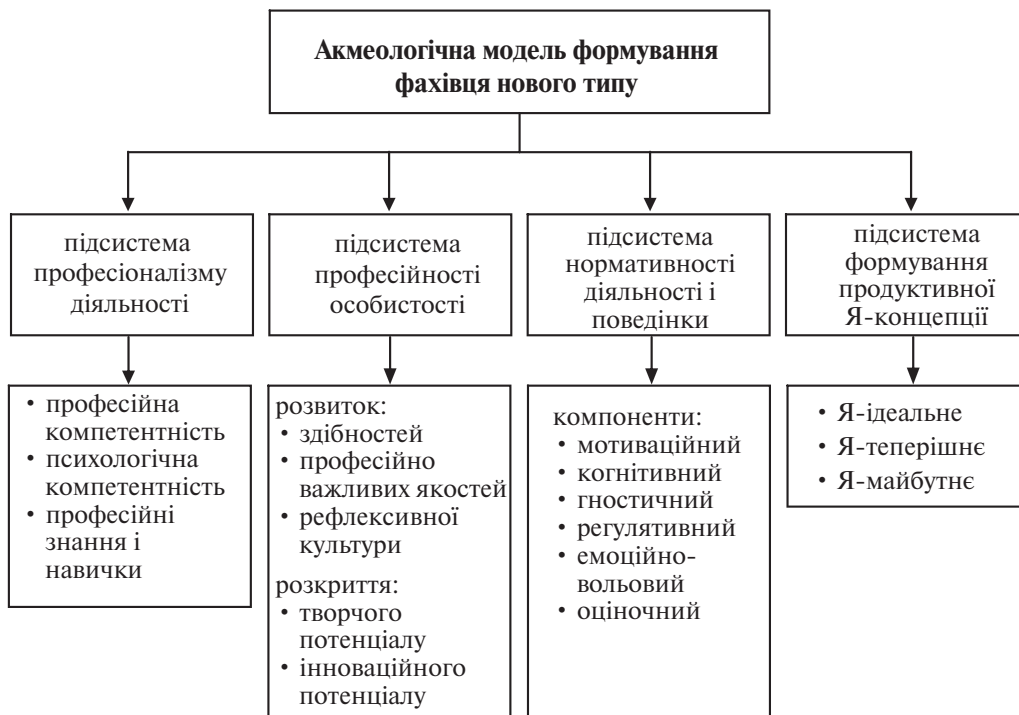 Акмеологічна модель формування
фахівця нового типу
підсистема
професіоналізму
діяльності
підсистема
професійності
особистості
підсистема
нормативності
діяльності і
поведінки
підсистема
формування
продуктивної
Я-концепції
• професійна
компетентність
• психологічна
компетентність
• професійні
знання і
навички
розвиток:
• здібностей
• професійно
важливих якостей
• рефлексивної
культури
розкриття:
• творчого
потенціалу
• інноваційного
потенціалу
компоненти:
• мотиваційний
• когнітивний
• гностичний
• регулятивний
• емоційно-
вольовий
• оціночний
• Я-ідеальне
• Я-теперішнє
• Я-майбутнє